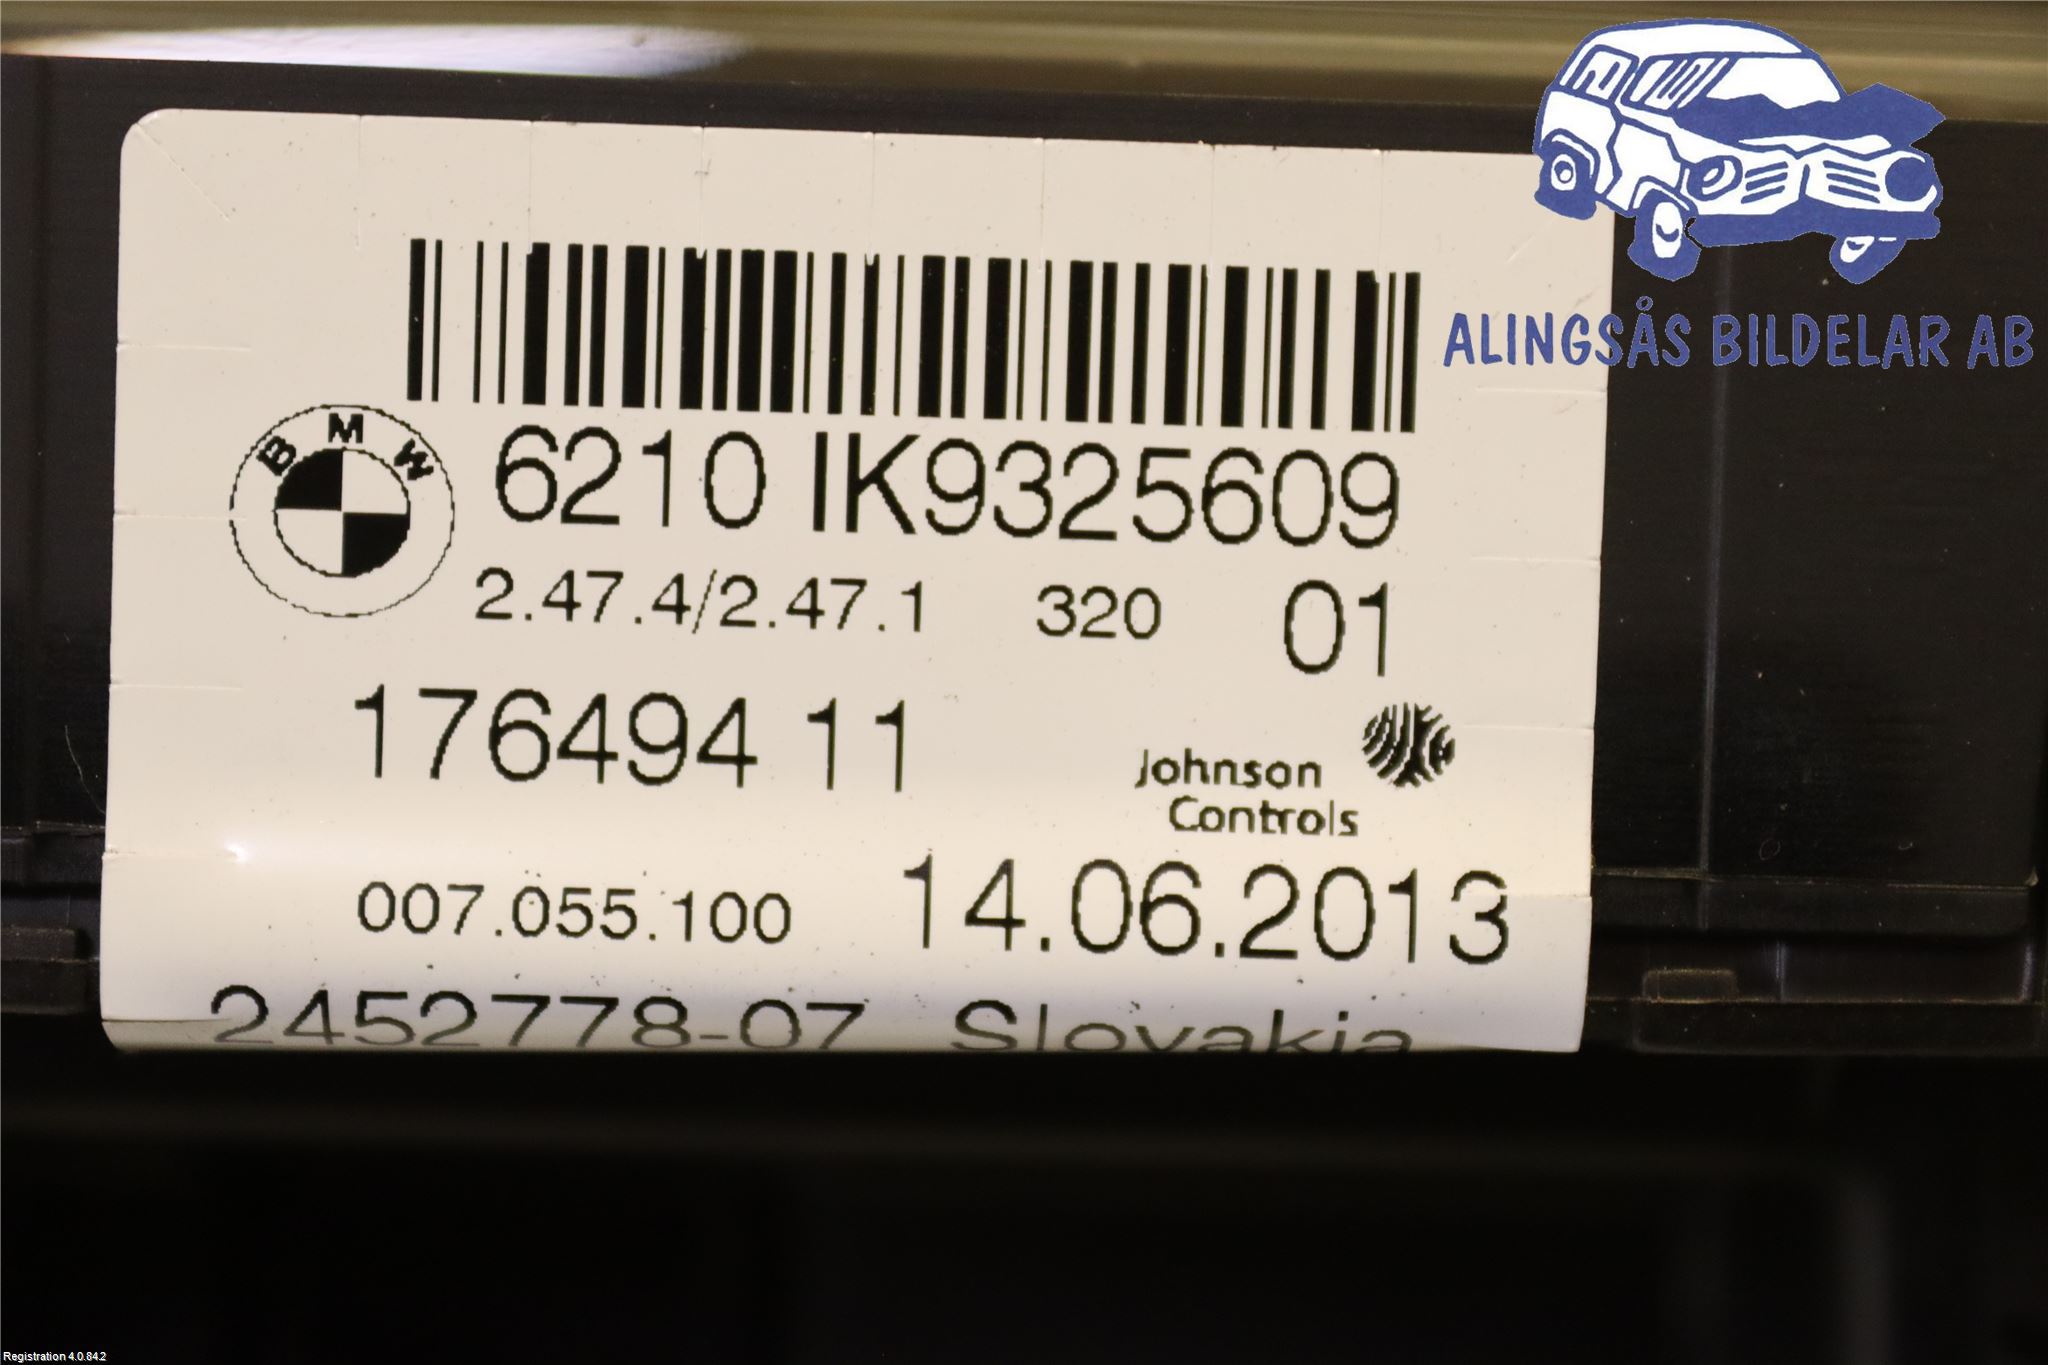 ALINGSÅS BILDELAR AB
BMW
6210 IK9325609
2.47.4/2.47.1 320 01
176494 11
Johnson
Controls
007.055.100 14.06.2013
2452778-07 Slovakia
Registration 4.0.84.2